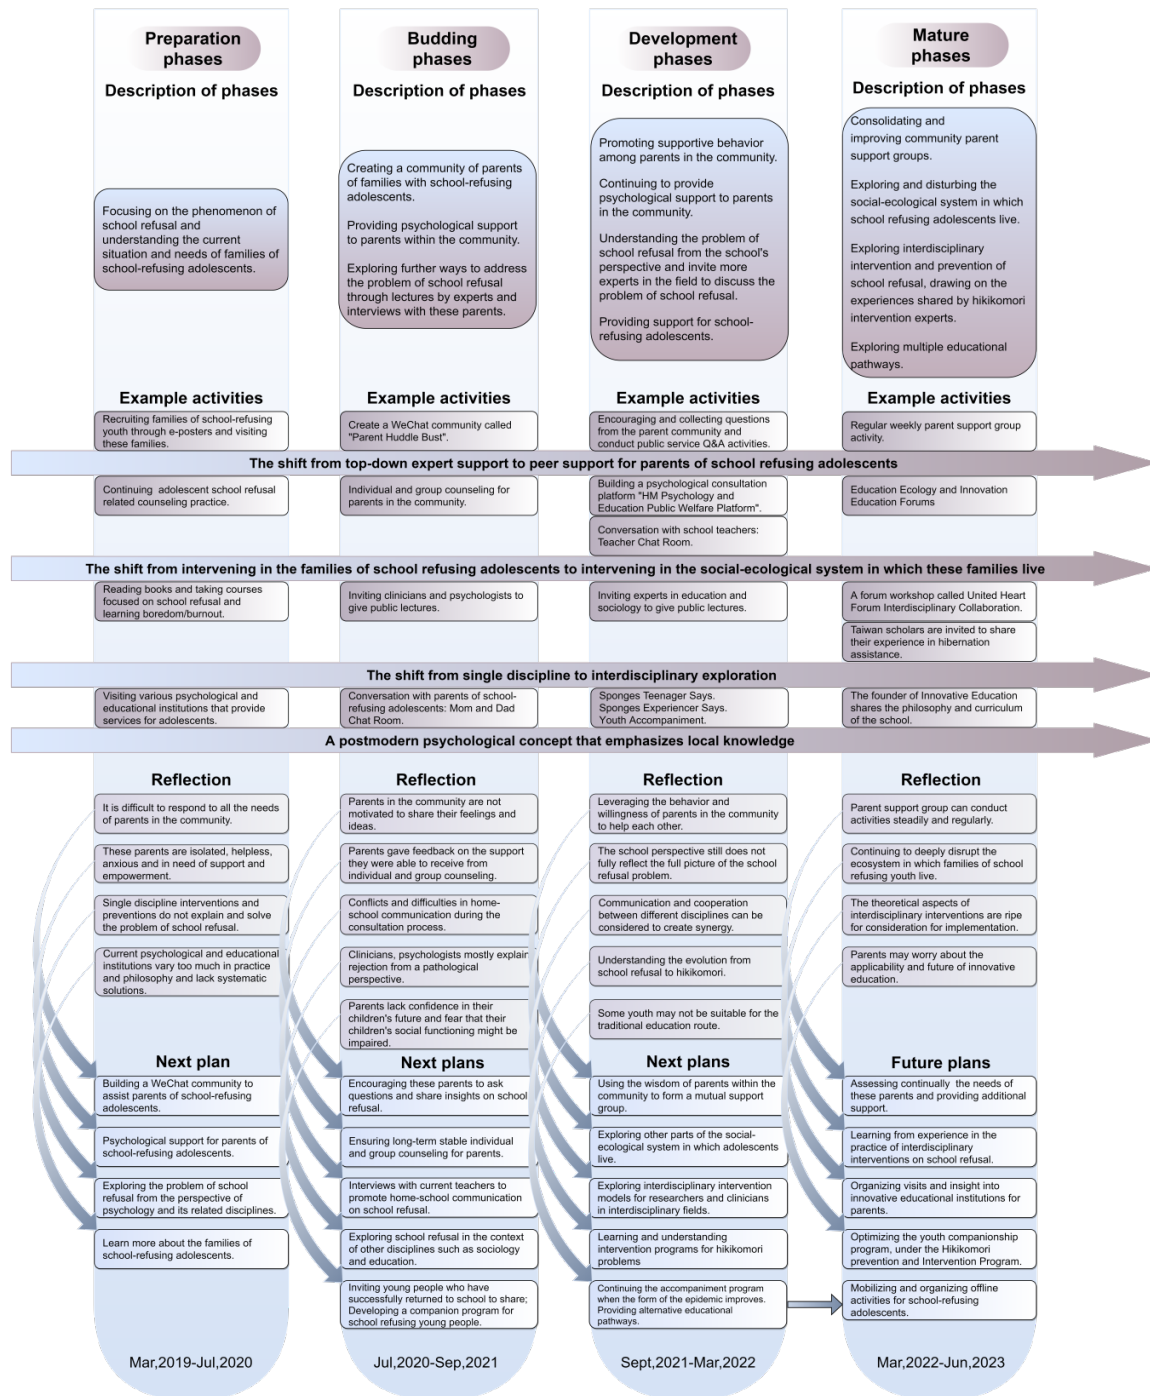 Preparation
phases
Description of phases
Focusing on the phenomenon of
school refusal and
understanding the current
situation and needs of families of
school-refusing adolescents.
Budding
phases
Description of phases
Creating a community of parents
of families with school-refusing
adolescents.
Providing psychological support
to parents within the community.
Exploring further ways to address
the problem of school refusal
through lectures by experts and
interviews with these parents.
Development
phases
Description of phases
Promoting supportive behavior
among parents in the community.
Continuing to provide
psychological support to parents
in the community.
Understanding the problem of
school refusal from the school's
perspective and invite more
experts in the field to discuss the
problem of school refusal.
Providing support for school-
refusing adolescents.
Mature
phases
Description of phases
Consolidating and
improving community parent
support groups.
Exploring and disturbing the
social-ecological system in which
school refusing adolescents live.
Exploring interdisciplinary
intervention and prevention of
school refusal, drawing on the
experiences shared by hikikomori
intervention experts.
Exploring multiple educational
pathways.
Example activities
Recruiting families of school-refusing
youth through e-posters and visiting
these families.
Example activities
Create a WeChat community called
"Parent Huddle Bust".
Example activities
Encouraging and collecting questions
from the parent community and
conduct public service Q&A activities.
Example activities
Regular weekly parent support group
activity.
The shift from top-down expert support to peer support for parents of school refusing adolescents
Continuing  adolescent school refusal
related counseling practice.
Individual and group counseling for
parents in the community.
Building a psychological consultation
platform "HM Psychology and
Education Public Welfare Platform".
Conversation with school teachers:
Teacher Chat Room.
Education Ecology and Innovation
Education Forums
The shift from intervening in the families of school refusing adolescents to intervening in the social-ecological system in which these families live
Reading books and taking courses
focused on school refusal and
learning boredom/burnout.
Inviting clinicians and psychologists to
give public lectures.
Inviting experts in education and
sociology to give public lectures.
A forum workshop called United Heart
Forum Interdisciplinary Collaboration.
Taiwan scholars are invited to share
their experience in hibernation
assistance.
The shift from single discipline to interdisciplinary exploration
Visiting various psychological and
educational institutions that provide
services for adolescents.
Conversation with parents of school-
refusing adolescents: Mom and Dad
Chat Room.
Sponges Teenager Says.
Sponges Experiencer Says.
Youth Accompaniment.
The founder of Innovative Education
shares the philosophy and curriculum
of the school.
A postmodern psychological concept that emphasizes local knowledge
Reflection
It is difficult to respond to all the needs
of parents in the community.
These parents are isolated, helpless,
anxious and in need of support and
empowerment.
Single discipline interventions and
preventions do not explain and solve
the problem of school refusal.
Current psychological and educational
institutions vary too much in practice
and philosophy and lack systematic
solutions.
Reflection
Parents in the community are not
motivated to share their feelings and
ideas.
Parents gave feedback on the support
they were able to receive from
individual and group counseling.
Conflicts and difficulties in home-
school communication during the
consultation process.
Clinicians, psychologists mostly explain
rejection from a pathological
perspective.
Parents lack confidence in their
children's future and fear that their
children's social functioning might be
impaired.
Reflection
Leveraging the behavior and
willingness of parents in the community
to help each other.
The school perspective still does not
fully reflect the full picture of the school
refusal problem.
Communication and cooperation
between different disciplines can be
considered to create synergy.
Understanding the evolution from
school refusal to hikikomori.
Some youth may not be suitable for the
traditional education route.
Reflection
Parent support group can conduct
activities steadily and regularly.
Continuing to deeply disrupt the
ecosystem in which families of school
refusing youth live.
The theoretical aspects of
interdisciplinary interventions are ripe
for consideration for implementation.
Parents may worry about the
applicability and future of innovative
education.
Next plan
Building a WeChat community to
assist parents of school-refusing
adolescents.
Psychological support for parents of
school-refusing adolescents.
Exploring the problem of school
refusal from the perspective of
psychology and its related disciplines.
Learn more about the families of
school-refusing adolescents.
Next plans
Encouraging these parents to ask
questions and share insights on school
refusal.
Ensuring long-term stable individual
and group counseling for parents.
Interviews with current teachers to
promote home-school communication
on school refusal.
Exploring school refusal in the context
of other disciplines such as sociology
and education.
Inviting young people who have
successfully returned to school to share;
Developing a companion program for
school refusing young people.
Next plans
Using the wisdom of parents within the
community to form a mutual support
group.
Exploring other parts of the social-
ecological system in which adolescents
live.
Exploring interdisciplinary intervention
models for researchers and clinicians
in interdisciplinary fields.
Learning and understanding
intervention programs for hikikomori
problems
Continuing the accompaniment program
when the form of the epidemic improves.
Providing alternative educational
pathways.
Future plans
Assessing continually  the needs of
these parents and providing additional
support.
Learning from experience in the
practice of interdisciplinary
interventions on school refusal.
Organizing visits and insight into
innovative educational institutions for
parents.
Optimizing the youth companionship
program, under the Hikikomori
prevention and Intervention Program.
Mobilizing and organizing offline
activities for school-refusing
adolescents.
Mar,2019-Jul,2020
Jul,2020-Sep,2021
Sept,2021-Mar,2022
Mar,2022-Jun,2023